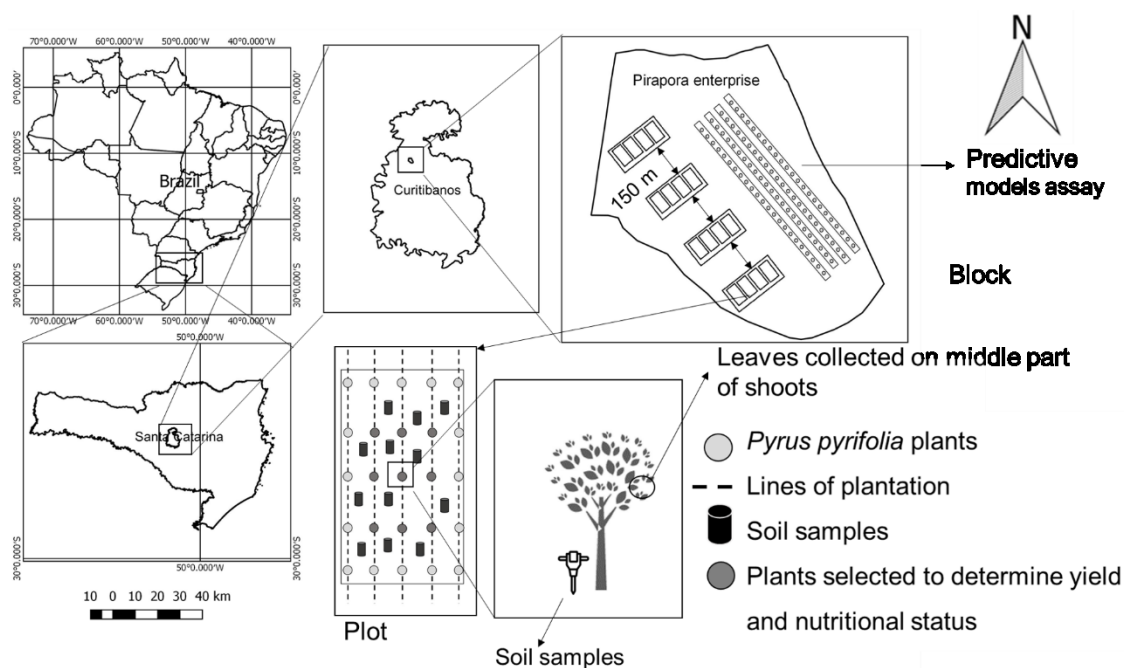 70°0.000'W 60°0.000'W 50°0.000'W 40°0.000'W
0°0.000'
10°0.000'S
20°0.000'S
30°0.000'S
0°0.000'
10°0.000'S
20°0.000'S
30°0.000'S
Brazil
70°0.000'W 60°0.000'W 50°0.000'W 40°0.000'W
Curitibanos
Pirapora enterprise
150 m
N
Predictive
models assay
Block
50°0.000'W
Santa Catarina
30°0.000'S
30°0.000'S
50°0.000'W
10 0 10 20 30 40 km
Plot
Soil samples
Leaves collected on middle part
of shoots
Pyrus pyrifolia plants
Lines of plantation
Soil samples
Plants selected to determine yield
and nutritional status